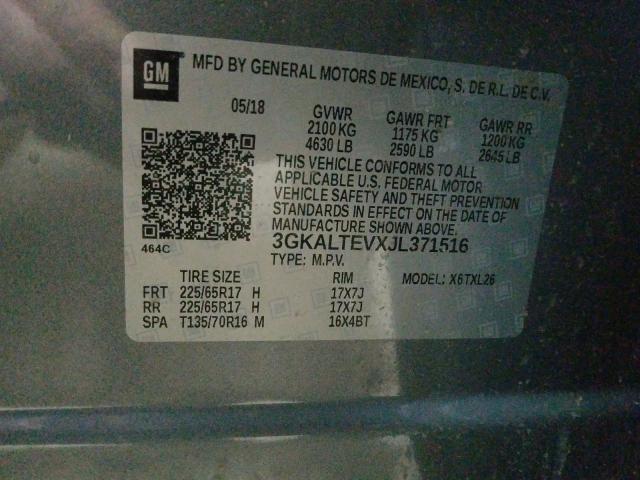 GM
MFD BY GENERAL MOTORS DE MEXICO, S. DE R.L. DE C.V.
05/18 GVWR GAWR FRT GAWR RR
2100 KG 1175 KG 1200 KG
4630 LB 2590 LB 2645 LB
THIS VEHICLE CONFORMS TO ALL
APPLICABLE U.S. FEDERAL MOTOR
VEHICLE SAFETY AND THEFT PREVENTION
STANDARDS IN EFFECT ON THE DATE OF
MANUFACTURE SHOWN ABOVE.
464C 3GKALTEVXJL371516
TYPE: M.P.V.
TIRE SIZE RIM MODEL: X6TXL26
FRT 225/65R17 H 17X7J
RR 225/65R17 H 17X7J
SPA T135/70R16 M 16X4BT